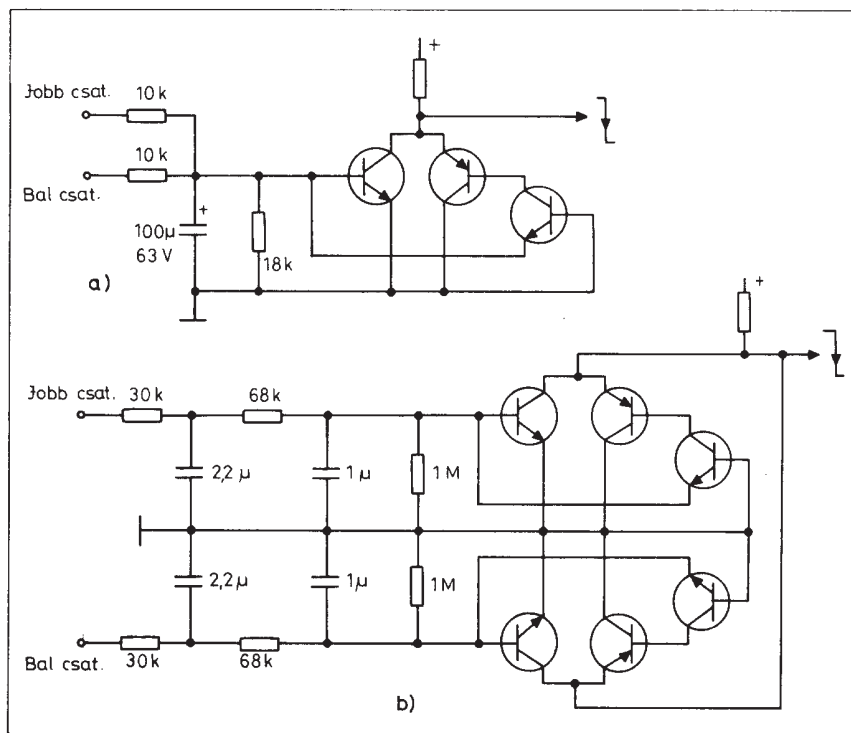 +
Jobb csat.
10 k
10 k
Bal csat.
+
100µ
63 V
18k
a)
+
Jobb csat.
30k
68k
2,2 µ
1 µ
1 M
2,2 µ
1µ
1M
30k
68k
Bal csat.
b)